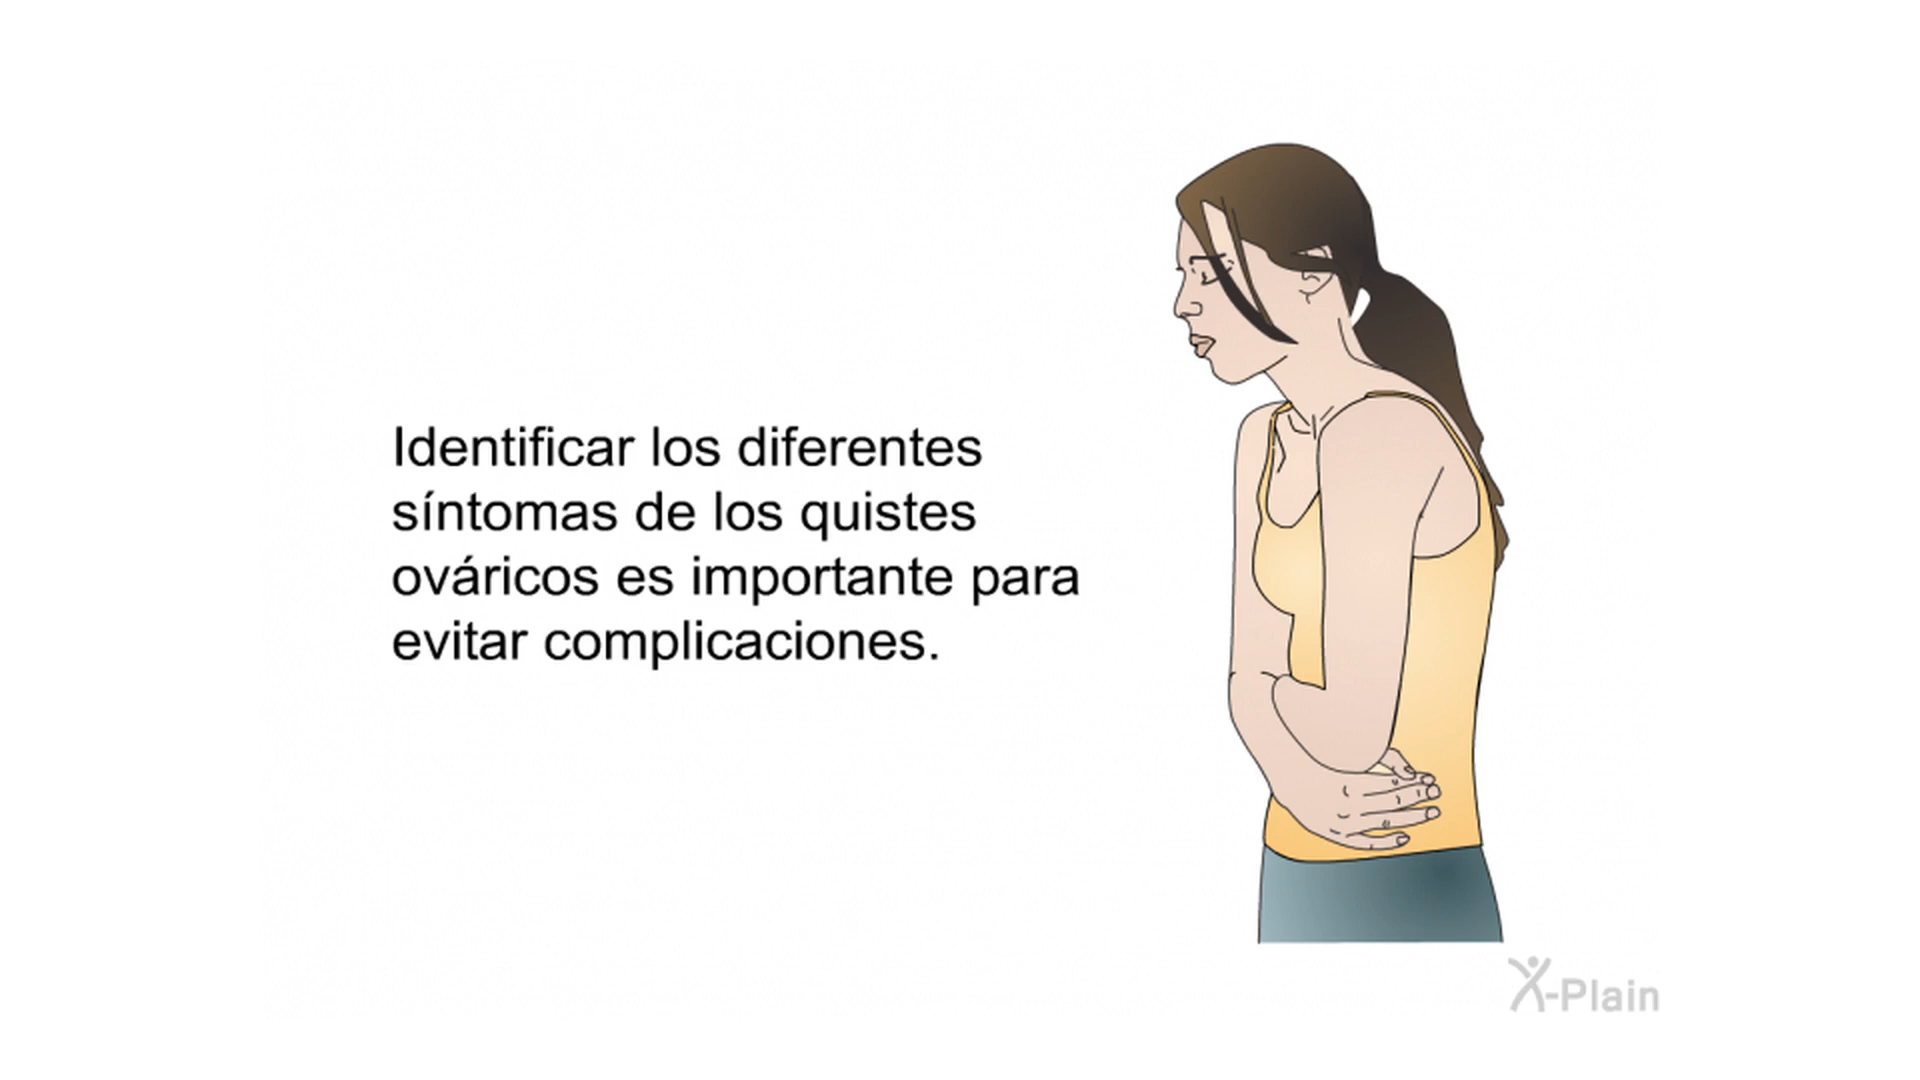 Identificar los diferentes
síntomas de los quistes
ováricos es importante para
evitar complicaciones.
X-Plain